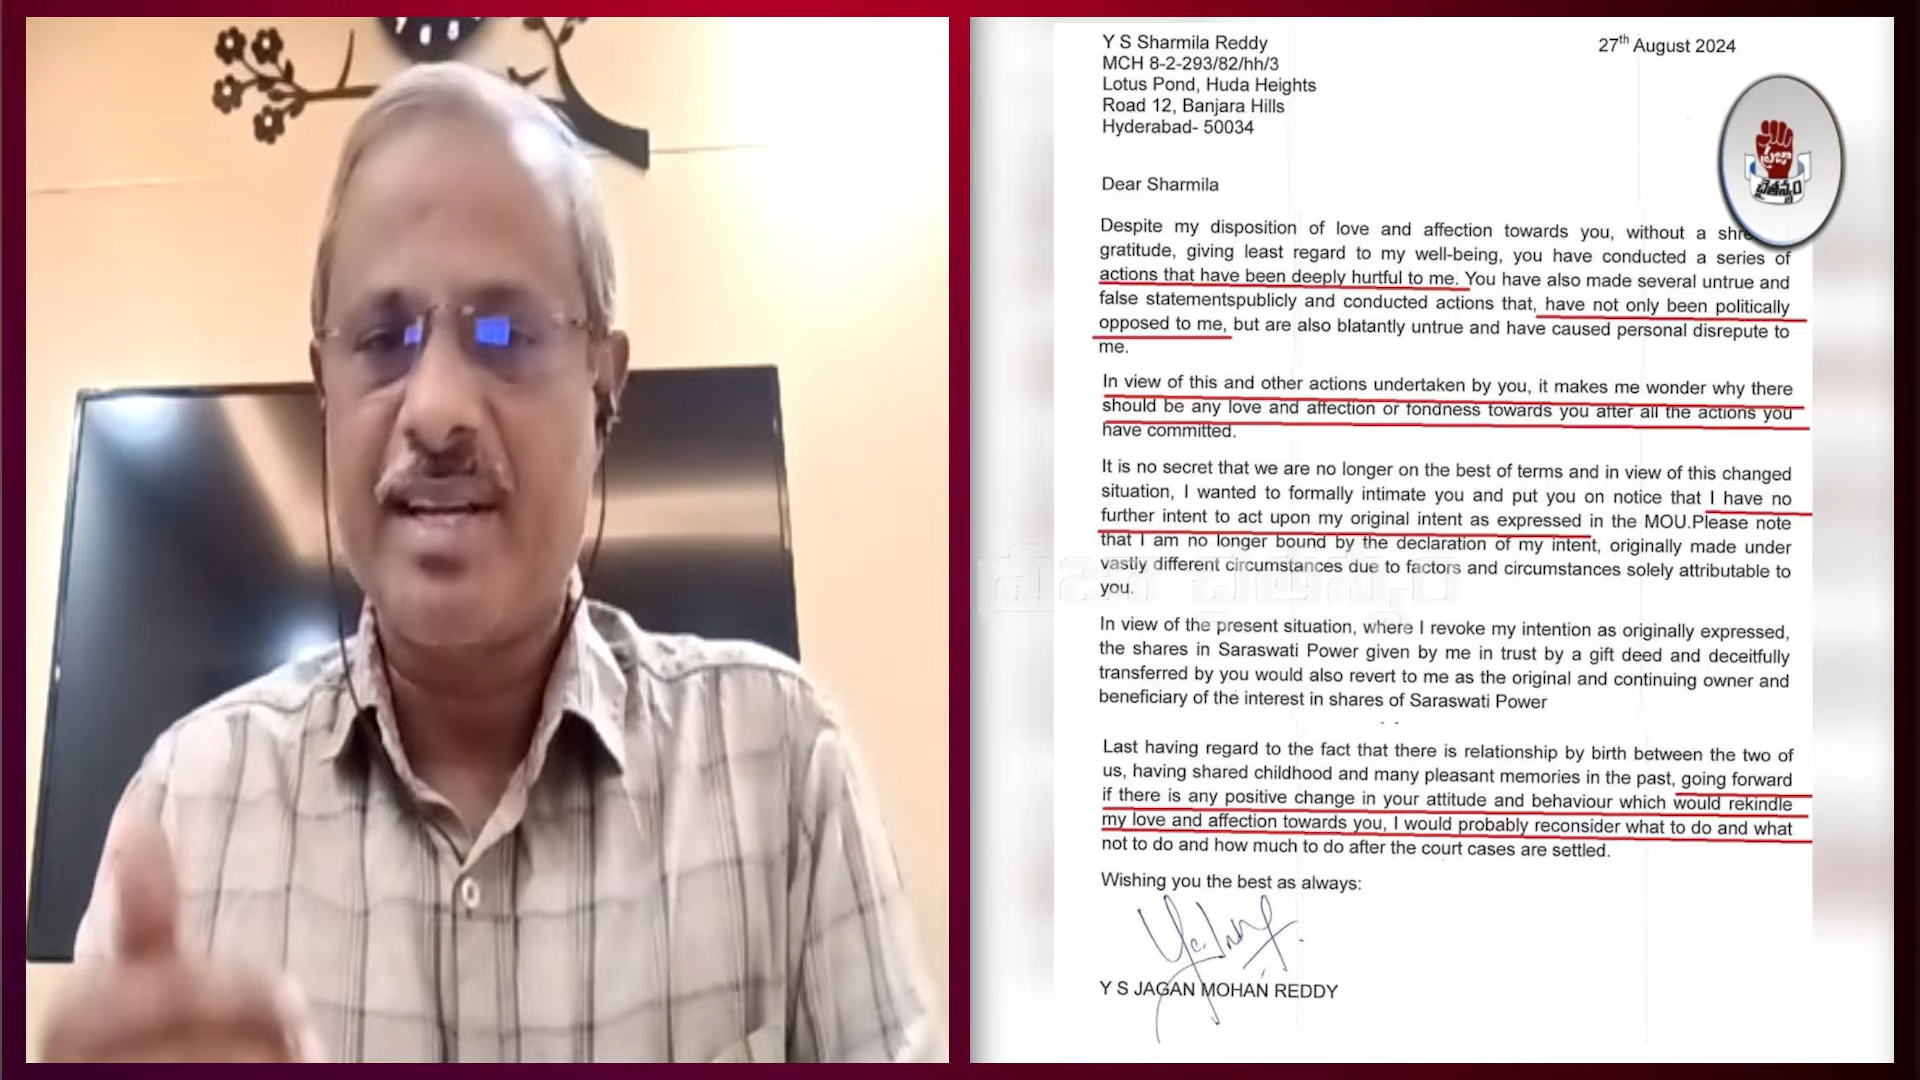 7 8 5
Y S Sharmila Reddy
27th August 2024
MCH 8-2-293/82/hh/3
Lotus Pond, Huda Heights
Road 12, Banjara Hills
Hyderabad- 50034
చైతన్యం
Dear Sharmila
Despite my disposition of love and affection towards you, without a
gratitude, giving least regard to my well-being, you have conducted a series of
actions that have been deeply hurtful to me. You have also made several untrue and
false statementspublicly and conducted actions that, have not only been politically
opposed to me, but are also blatantly untrue and have caused personal disrepute to
me.
In view of this and other actions undertaken by you, it makes me wonder why there
should be any love and affection or fondness towards you after all the actions you
have committed.
It is no secret that we are no longer on the best of terms and in view of this changed
situation, I wanted to formally intimate you and put you on notice that I have no
further intent to act upon my original intent as expressed in the MOU.Please note
that I am no longer bound by the declaration of my intent, originally made under
vastly different circumstances due to factors and circumstances solely attributable to
you.
In view of the present situation, where I revoke my intention as originally expressed,
the shares in Saraswati Power given by me in trust by a gift deed and deceitfully
transferred by you would also revert to me as the original and continuing owner and
beneficiary of the interest in shares of Saraswati Power
Last having regard to the fact that there is relationship by birth between the two of
us, having shared childhood and many pleasant memories in the past, going forward
if there is any positive change in your attitude and behaviour which would rekindle
my love and affection towards you, I would probably reconsider what to do and what
not to do and how much to do after the court cases are settled.
Wishing you the best as always:
Y S JAGAN MOHAN REDDY